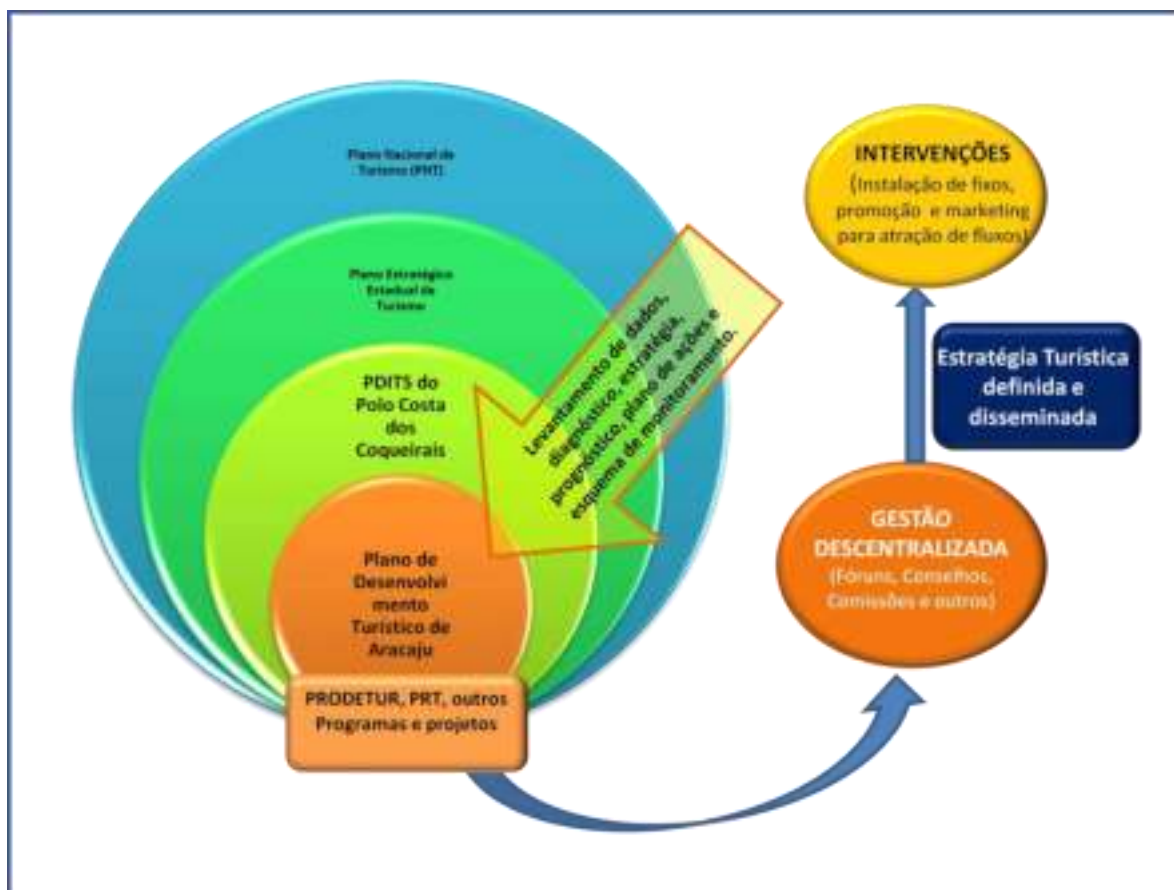 Plano Nacional de
Turismo (PNT)
Plano Estratégico
Estadual de
Turismo
PDITS do
Polo Costa
dos
Coqueirais
Plano de
Desenvolvi
mento
Turístico de
Aracaju
PRODETUR, PRT, outros
Programas e projetos
Levantamento de dados,
diagnóstico, estratégia,
prognóstico, plano de ações e
esquema de monitoramento.
INTERVENÇÕES
(Instalação de fixos,
promoção e marketing
para atração de fluxos)
Estratégia Turística
definida e
disseminada
GESTÃO
DESCENTRALIZADA
(Fóruns, Conselhos,
Comissões e outros)